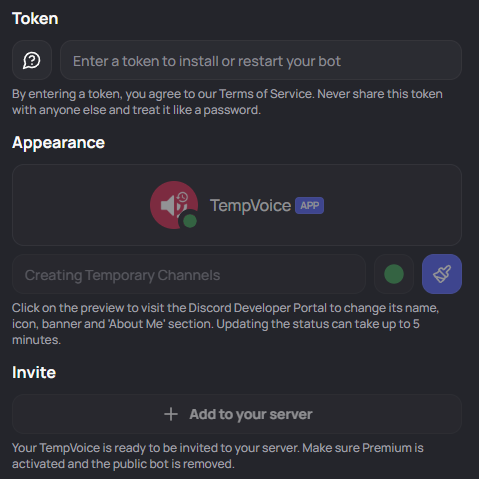 Token
Enter a token to install or restart your bot
By entering a token, you agree to our Terms of Service. Never share this token
with anyone else and treat it like a password.
Appearance
TempVoice APP
Creating Temporary Channels
Click on the preview to visit the Discord Developer Portal to change its name,
icon, banner and 'About Me' section. Updating the status can take up to 5
minutes.
Invite
Add to your server
Your TempVoice is ready to be invited to your server. Make sure Premium is
activated and the public bot is removed.